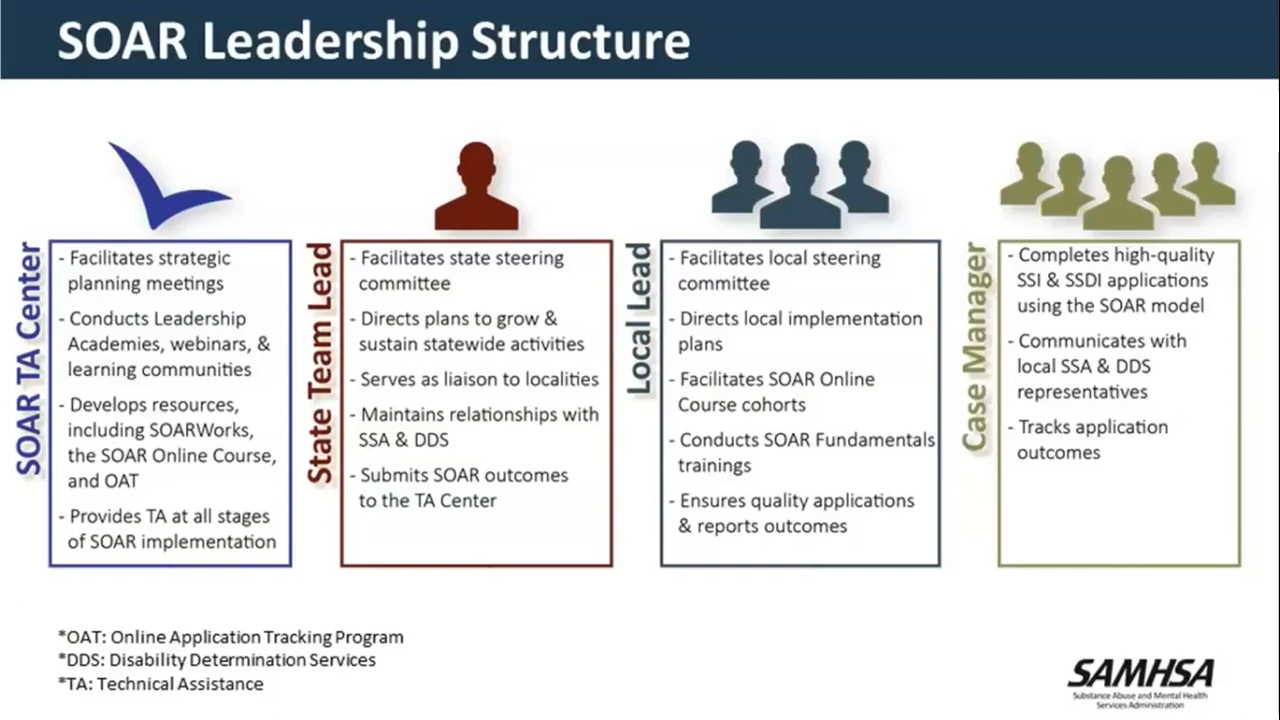 SOAR Leadership Structure
SOAR TA Center
- Facilitates strategic
planning meetings
- Conducts Leadership
Academies, webinars, &
learning communities
- Develops resources,
including SOARWorks,
the SOAR Online Course,
and OAT
- Provides TA at all stages
of SOAR implementation
State Team Lead
- Facilitates state steering
committee
- Directs plans to grow &
sustain statewide activities
- Serves as liaison to localities
- Maintains relationships with
SSA & DDS
- Submits SOAR outcomes
to the TA Center
Local Lead
- Facilitates local steering
committee
- Directs local implementation
plans
- Facilitates SOAR Online
Course cohorts
- Conducts SOAR Fundamentals
trainings
- Ensures quality applications
& reports outcomes
Case Manager
- Completes high-quality
SSI & SSDI applications
using the SOAR model
- Communicates with
local SSA & DDS
representatives
- Tracks application
outcomes
*OAT: Online Application Tracking Program
*DDS: Disability Determination Services
*TA: Technical Assistance
SAMHSA
Substance Abuse and Mental Health
Services Administration